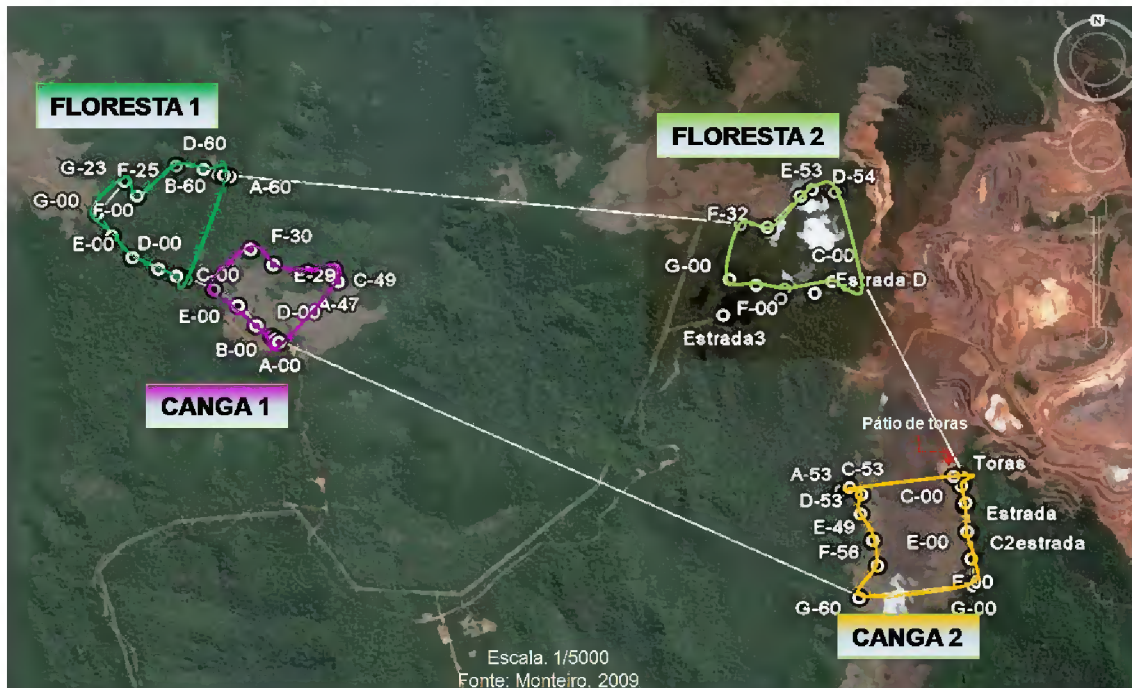 N
FLORESTA 1
FLORESTA 2
D-60
G-23
F-25
B-60
A-60
G-00
F-00
E-00
D-00
C-00
F-30
E-29
C-49
A-47
D-00
E-00
B-00
A-00
CANGA 1
E-53
D-54
F-32
C-00
G-00
Estrada D
F-00
Estrada3
Pátio de toras
Toras
A-53
C-53
D-53
C-00
Estrada
E-49
E-00
C2estrada
F-56
G-60
G-00
CANGA 2
Escala. 1/5000
Fonte: Monteiro, 2009